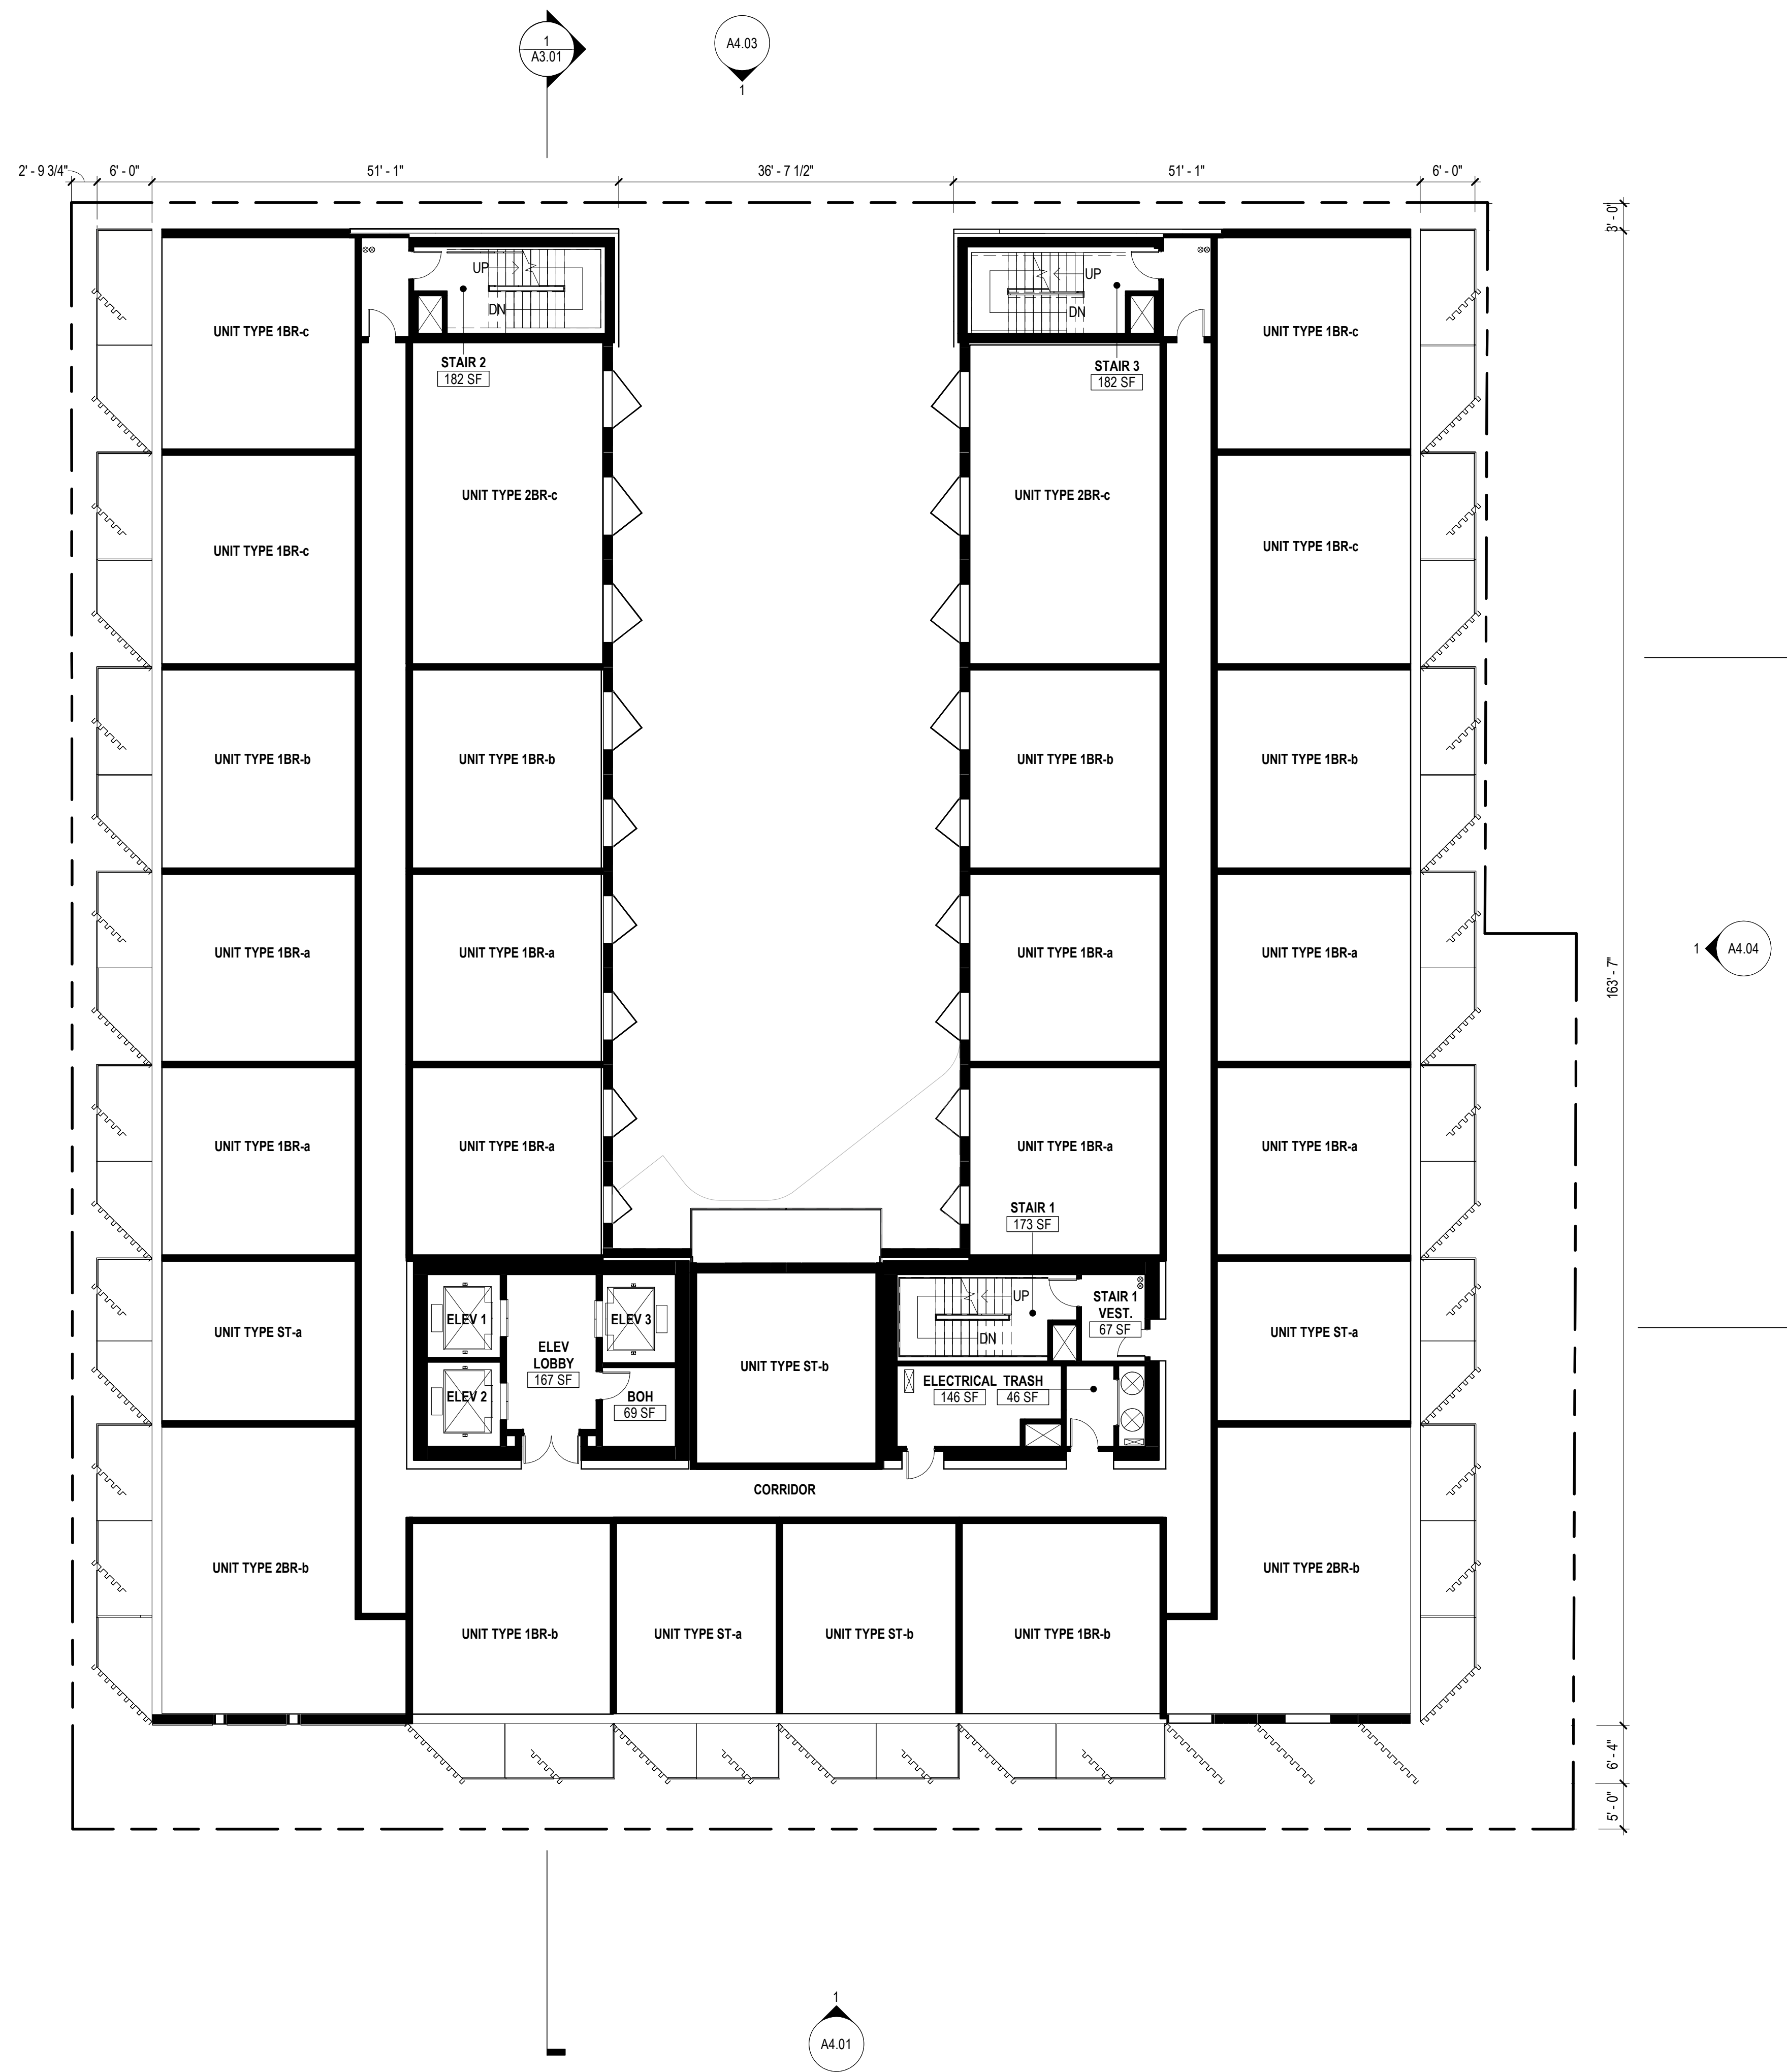 1
A3.01
A4.03
1
2' - 9 3/4"
6' - 0"
51' - 1"
36' - 7 1/2"
51' - 1"
6' - 0"
3' - 0"
UP
DN
STAIR 2
182 SF
UP
DN
STAIR 3
182 SF
UNIT TYPE 1BR-c
UNIT TYPE 1BR-c
UNIT TYPE 2BR-c
UNIT TYPE 2BR-c
UNIT TYPE 1BR-c
UNIT TYPE 1BR-c
UNIT TYPE 1BR-b
UNIT TYPE 1BR-b
UNIT TYPE 1BR-b
UNIT TYPE 1BR-b
UNIT TYPE 1BR-a
UNIT TYPE 1BR-a
UNIT TYPE 1BR-a
UNIT TYPE 1BR-a
163' - 7"
1
A4.04
UNIT TYPE 1BR-a
UNIT TYPE 1BR-a
UNIT TYPE 1BR-a
UNIT TYPE 1BR-a
STAIR 1
173 SF
UNIT TYPE ST-a
ELEV 1
ELEV 2
ELEV
LOBBY
167 SF
ELEV 3
BOH
69 SF
UNIT TYPE ST-b
UP
DN
STAIR 1
VEST.
67 SF
ELECTRICAL
146 SF
TRASH
46 SF
UNIT TYPE ST-a
CORRIDOR
UNIT TYPE 2BR-b
UNIT TYPE 2BR-b
UNIT TYPE 1BR-b
UNIT TYPE ST-a
UNIT TYPE ST-b
UNIT TYPE 1BR-b
6' - 4"
5' - 0"
1
A4.01